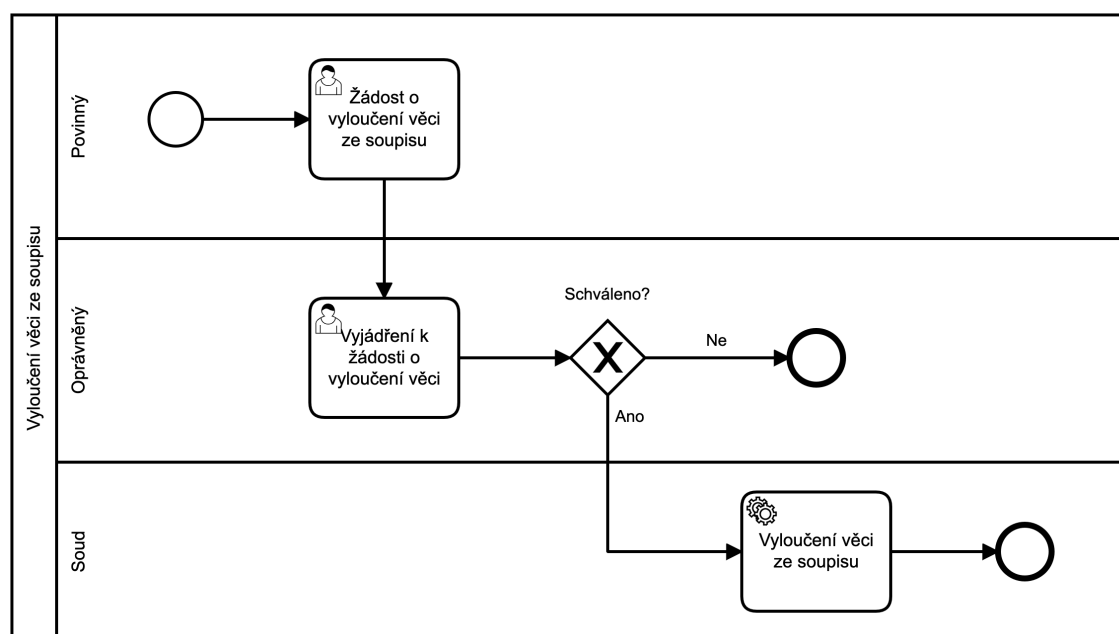 Vyloučení věci ze soupisu
Povinný
Žádost o
vyloučení věci
ze soupisu
Oprávněný
Vyjádření k
žádosti o
vyloučení věci
Schváleno?
Ne
Ano
Soud
Vyloučení věci
ze soupisu